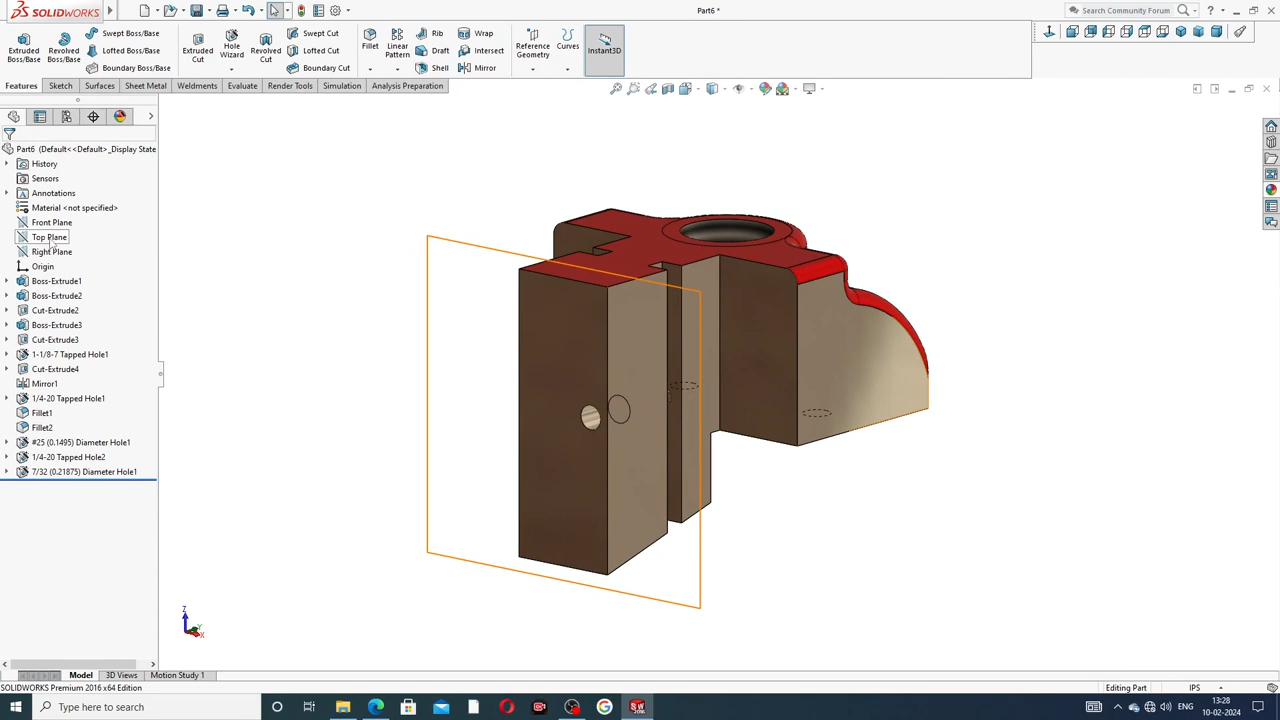 SOLIDWORKS
Part6 *
Search Community Forum
Extruded Boss/Base
Revolved Boss/Base
Swept Boss/Base
Lofted Boss/Base
Boundary Boss/Base
Extruded Cut
Hole Wizard
Revolved Cut
Swept Cut
Lofted Cut
Boundary Cut
Fillet
Linear Pattern
Rib
Draft
Shell
Wrap
Intersect
Mirror
Reference Geometry
Curves
Instant3D
Features
Sketch
Surfaces
Sheet Metal
Weldments
Evaluate
Render Tools
Simulation
Analysis Preparation
Part6 (Default<<Default>_Display State
History
Sensors
Annotations
Material <not specified>
Front Plane
Top Plane
Right Plane
Origin
Boss-Extrude1
Boss-Extrude2
Cut-Extrude2
Boss-Extrude3
Cut-Extrude3
1-1/8-7 Tapped Hole1
Cut-Extrude4
Mirror1
1/4-20 Tapped Hole1
Fillet1
Fillet2
#25 (0.1495) Diameter Hole1
1/4-20 Tapped Hole2
7/32 (0.21875) Diameter Hole1
Z
Y
X
Model
3D Views
Motion Study 1
SOLIDWORKS Premium 2016 x64 Edition
Editing Part
IPS
Type here to search
ENG
13:28
10-02-2024